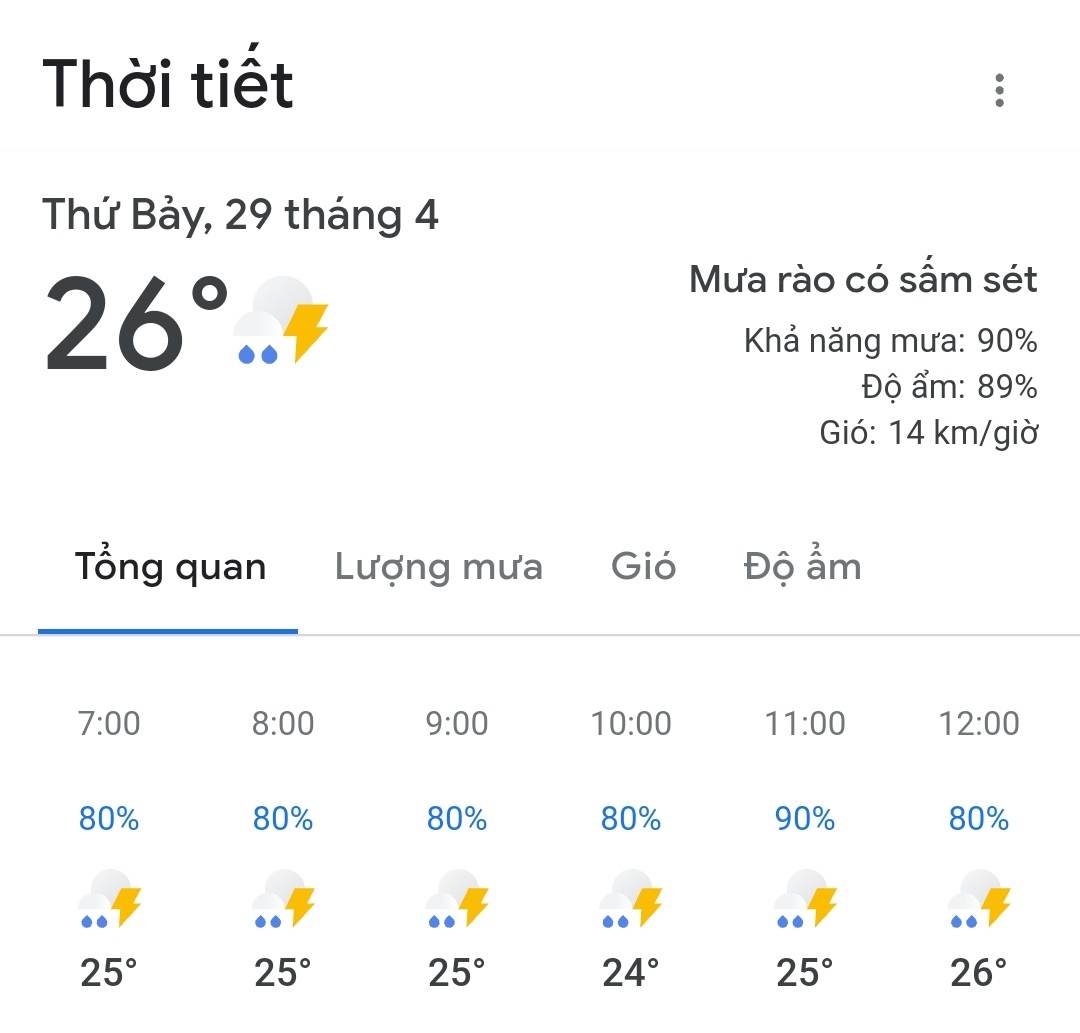 Thời tiết
Thứ Bảy, 29 tháng 4
26°
Mưa rào có sấm sét
Khả năng mưa: 90%
Độ ẩm: 89%
Gió: 14 km/giờ
Tổng quan Lượng mưa Gió Độ ẩm
7:00 8:00 9:00 10:00 11:00 12:00
80% 80% 80% 80% 90% 80%
25° 25° 25° 24° 25° 26°